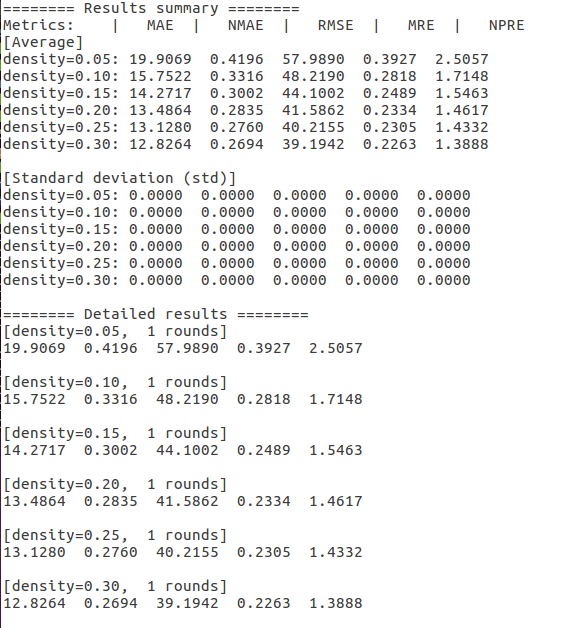 ======== Results summary ========
Metrics:    |   MAE  |   NMAE  |   RMSE  |   MRE  |   NPRE
[Average]
density=0.05: 19.9069  0.4196  57.9890  0.3927  2.5057
density=0.10: 15.7522  0.3316  48.2190  0.2818  1.7148
density=0.15: 14.2717  0.3002  44.1002  0.2489  1.5463
density=0.20: 13.4864  0.2835  41.5862  0.2334  1.4617
density=0.25: 13.1280  0.2760  40.2155  0.2305  1.4332
density=0.30: 12.8264  0.2694  39.1942  0.2263  1.3888

[Standard deviation (std)]
density=0.05: 0.0000  0.0000  0.0000  0.0000  0.0000
density=0.10: 0.0000  0.0000  0.0000  0.0000  0.0000
density=0.15: 0.0000  0.0000  0.0000  0.0000  0.0000
density=0.20: 0.0000  0.0000  0.0000  0.0000  0.0000
density=0.25: 0.0000  0.0000  0.0000  0.0000  0.0000
density=0.30: 0.0000  0.0000  0.0000  0.0000  0.0000

======== Detailed results ========
[density=0.05,  1 rounds]
19.9069  0.4196  57.9890  0.3927  2.5057

[density=0.10,  1 rounds]
15.7522  0.3316  48.2190  0.2818  1.7148

[density=0.15,  1 rounds]
14.2717  0.3002  44.1002  0.2489  1.5463

[density=0.20,  1 rounds]
13.4864  0.2835  41.5862  0.2334  1.4617

[density=0.25,  1 rounds]
13.1280  0.2760  40.2155  0.2305  1.4332

[density=0.30,  1 rounds]
12.8264  0.2694  39.1942  0.2263  1.3888